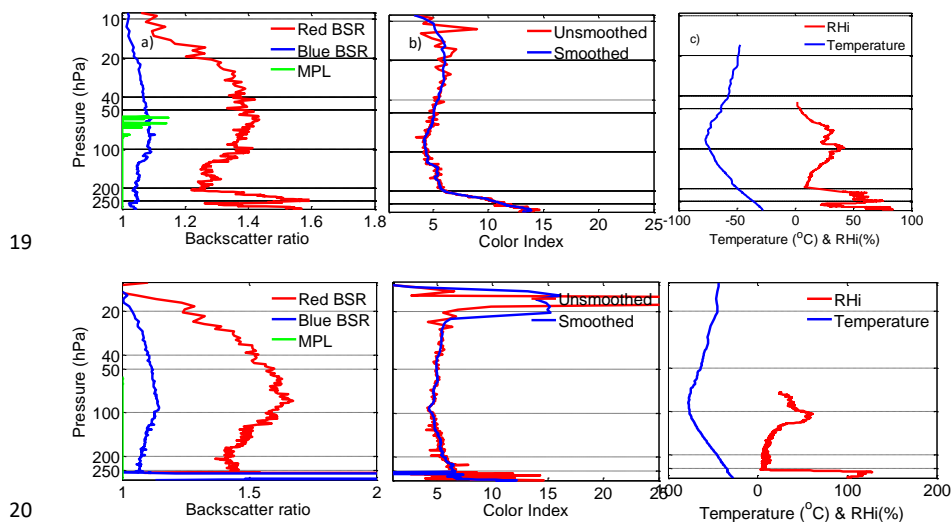 10
20
40
50
100
200
250
Pressure (hPa)
a)
Red BSR
Blue BSR
MPL
1 1.2 1.4 1.6 1.8
Backscatter ratio
b)
Unsmoothed
Smoothed
5 10 15 20 25
Color Index
c)
RHi
Temperature
-100 -50 0 50 100
Temperature (°C) & RHi(%)
19
20
40
50
100
200
250
Pressure (hPa)
Red BSR
Blue BSR
MPL
1 1.5 2
Backscatter ratio
Unsmoothed
Smoothed
5 10 15 20 25
Color Index
RHi
Temperature
100 0 100 200
Temperature (°C) & RHi(%)
20